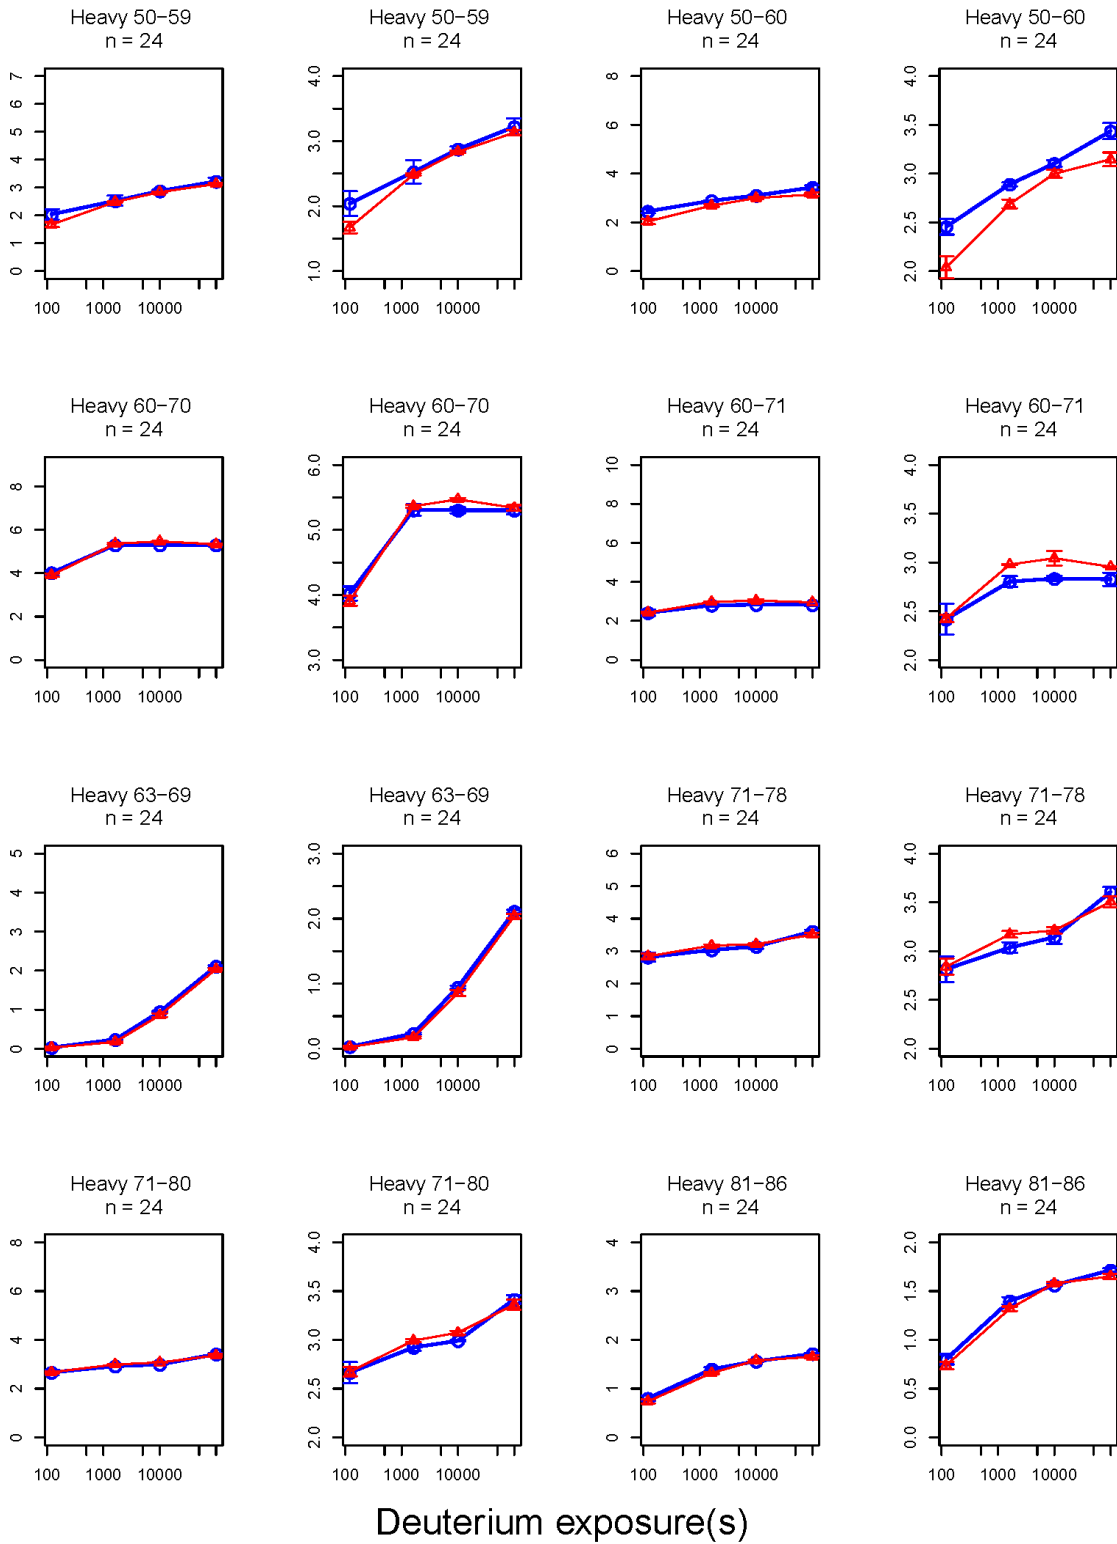 Heavy 50−59
n = 24
Heavy 50−59
n = 24
Heavy 50−60
n = 24
Heavy 50−60
n = 24
7
6
5
4
3
2
1
0
100 1000 10000
4.0
3.0
2.0
1.0
100 1000 10000
8
6
4
2
0
100 1000 10000
4.0
3.5
3.0
2.5
2.0
100 1000 10000
Heavy 60−70
n = 24
Heavy 60−70
n = 24
Heavy 60−71
n = 24
Heavy 60−71
n = 24
8
6
4
2
0
100 1000 10000
6.0
5.0
4.0
3.0
100 1000 10000
10
8
6
4
2
0
100 1000 10000
4.0
3.5
3.0
2.5
2.0
100 1000 10000
Heavy 63−69
n = 24
Heavy 63−69
n = 24
Heavy 71−78
n = 24
Heavy 71−78
n = 24
5
4
3
2
1
0
100 1000 10000
3.0
2.0
1.0
0.0
100 1000 10000
6
5
4
3
2
1
0
100 1000 10000
4.0
3.5
3.0
2.5
2.0
100 1000 10000
Heavy 71−80
n = 24
Heavy 71−80
n = 24
Heavy 81−86
n = 24
Heavy 81−86
n = 24
8
6
4
2
0
100 1000 10000
4.0
3.5
3.0
2.5
2.0
100 1000 10000
4
3
2
1
0
100 1000 10000
2.0
1.5
1.0
0.5
0.0
100 1000 10000
Deuterium exposure(s)